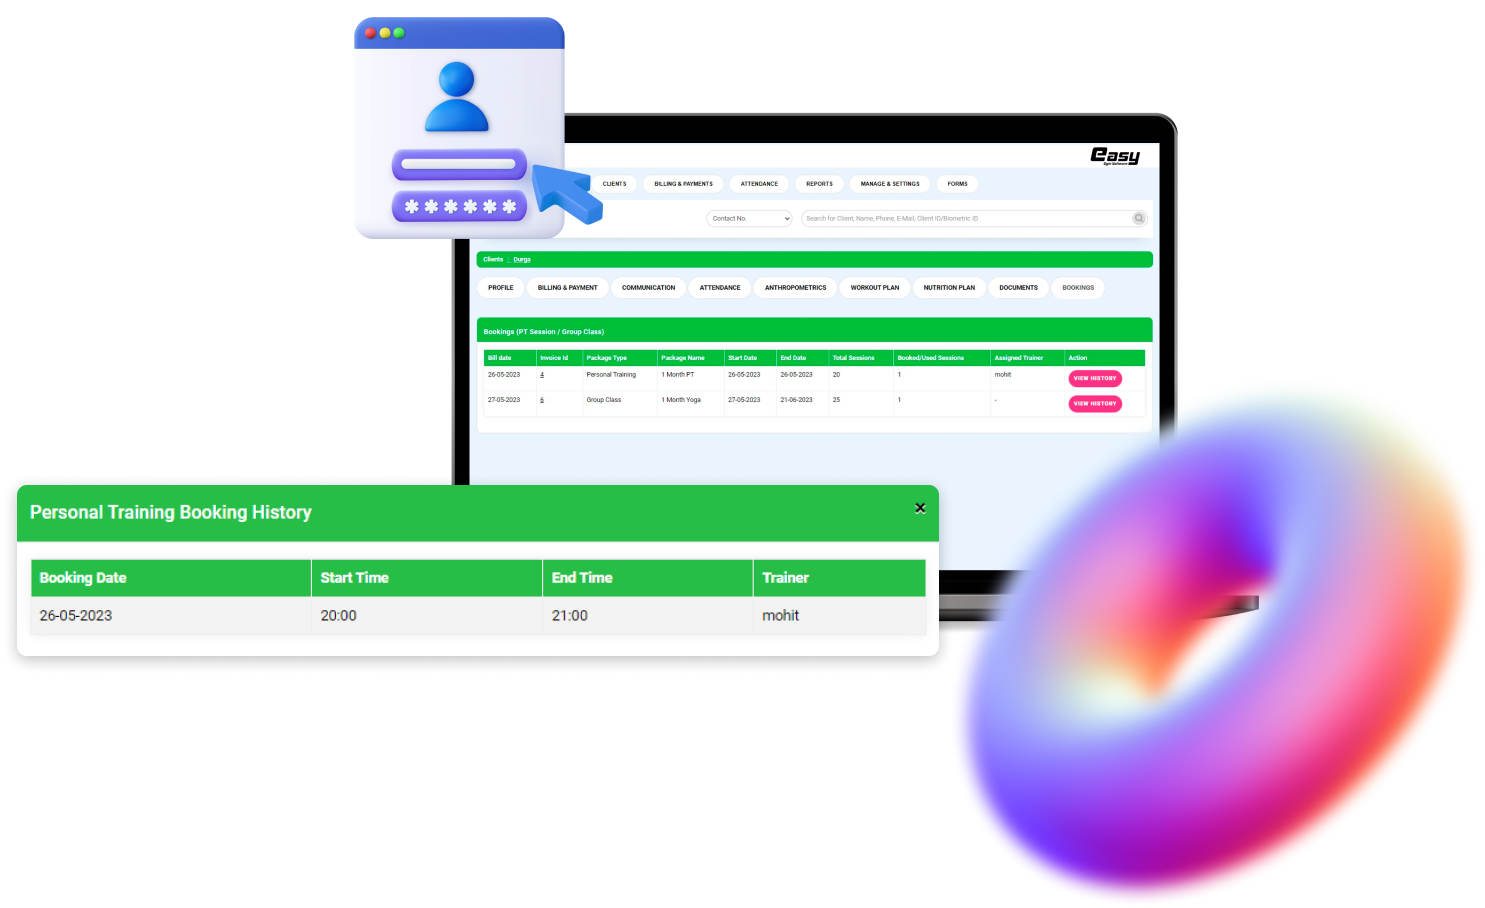 easy
Gym Software
CLIENTS BILLING & PAYMENTS ATTENDANCE REPORTS MANAGE & SETTINGS FORMS
Contact No. Search for Client, Name, Phone, E-Mail, Client ID/Biometric ID
Clients : Durga
PROFILE BILLING & PAYMENT COMMUNICATION ATTENDANCE ANTHROPOMETRICS WORKOUT PLAN NUTRITION PLAN DOCUMENTS BOOKINGS
Bookings (PT Session / Group Class)
Bill date Invoice Id Package Type Package Name Start Date End Date Total Sessions Booked/Used Sessions Assigned Trainer Action
26-05-2023 4 Personal Training 1 Month PT 26-05-2023 26-05-2023 20 1 mohit VIEW HISTORY
27-05-2023 6 Group Class 1 Month Yoga 27-05-2023 21-06-2023 25 1 - VIEW HISTORY
Personal Training Booking History ×
Booking Date Start Time End Time Trainer
26-05-2023 20:00 21:00 mohit